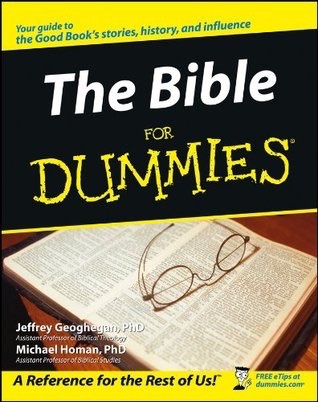 Your guide to
the Good Book's stories, history, and influence
The Bible
FOR
DUMMIES®
Jeffrey Geoghegan, PhD
Assistant Professor of Biblical Theology
Michael Homan, PhD
Assistant Professor of Biblical Studies
A Reference for the Rest of Us!™
FREE eTips at
dummies.com®